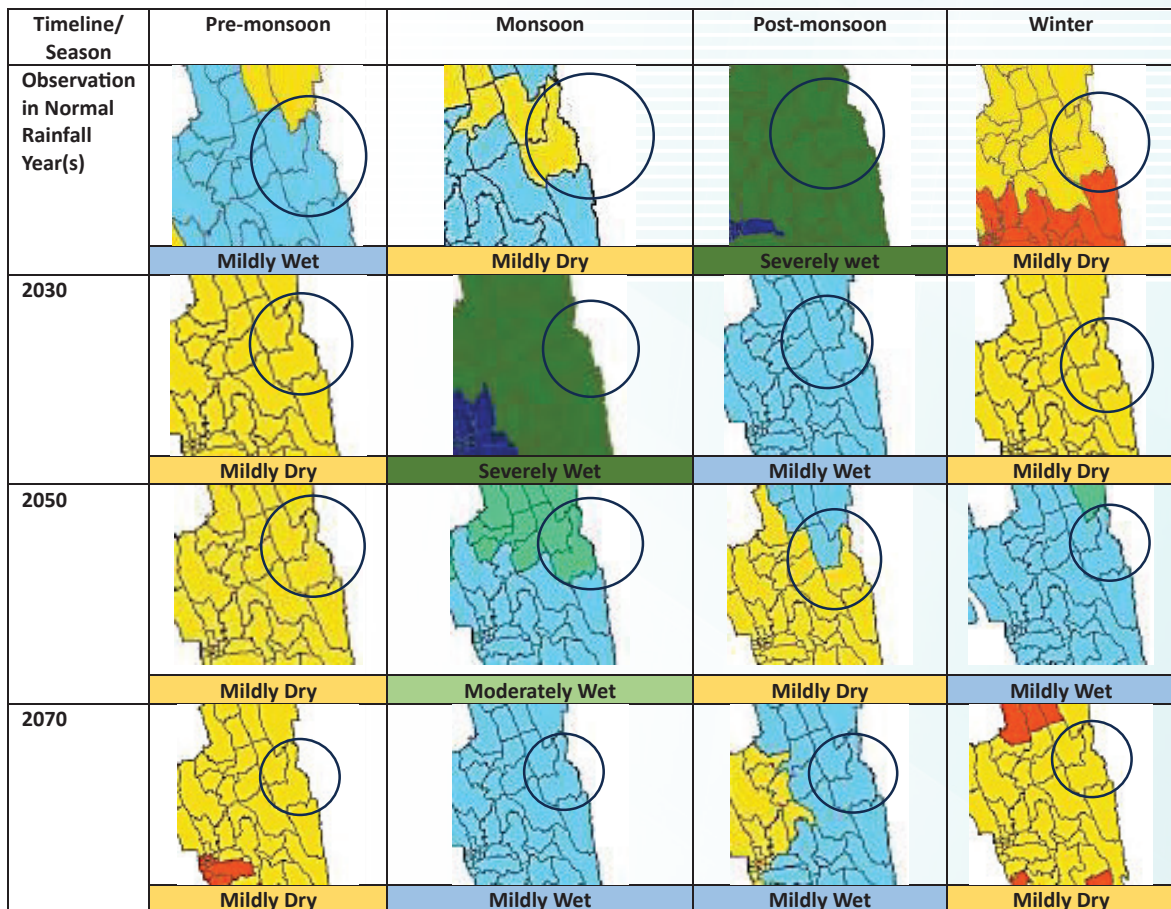 Timeline/
Season
Pre-monsoon
Monsoon
Post-monsoon
Winter
Observation
in Normal
Rainfall
Year(s)
Mildly Wet
Mildly Dry
Severely wet
Mildly Dry
2030
Mildly Dry
Severely Wet
Mildly Wet
Mildly Dry
2050
Mildly Dry
Moderately Wet
Mildly Dry
Mildly Wet
2070
Mildly Dry
Mildly Wet
Mildly Wet
Mildly Dry